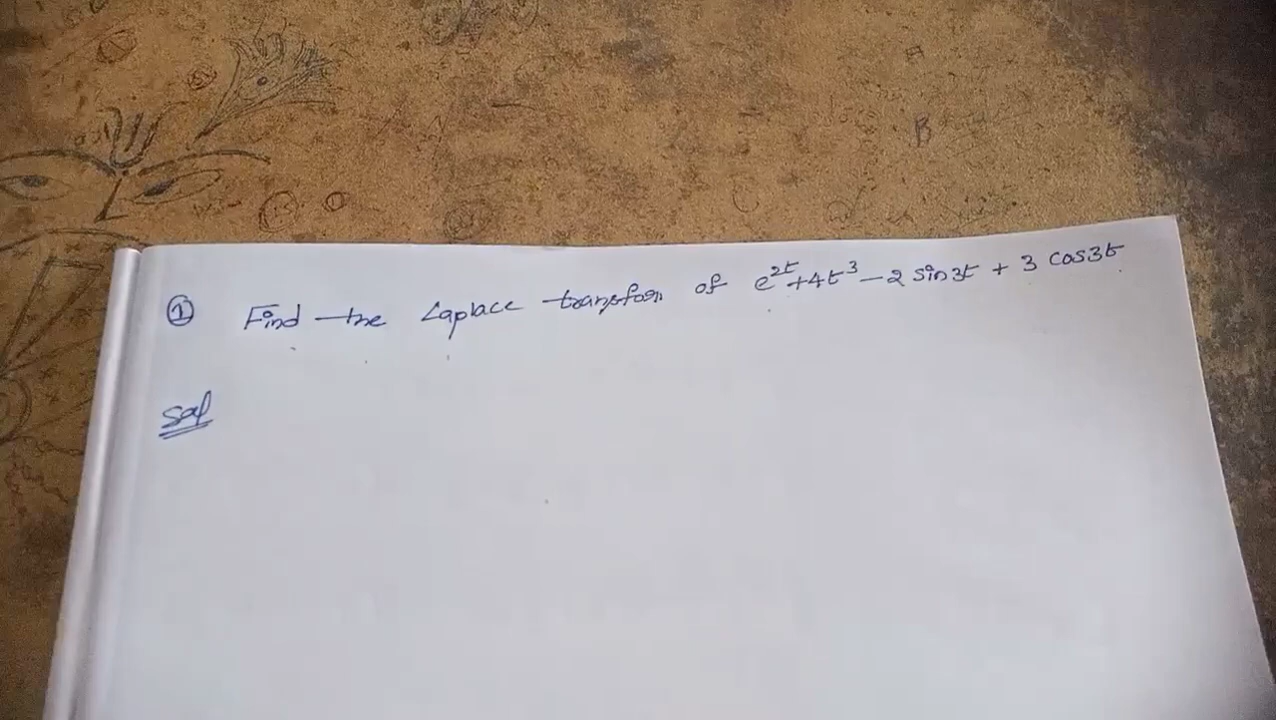 ① Find the Laplace transform of e^{2t}+4t^3-2 sin3t + 3 cos3t
Sol
B